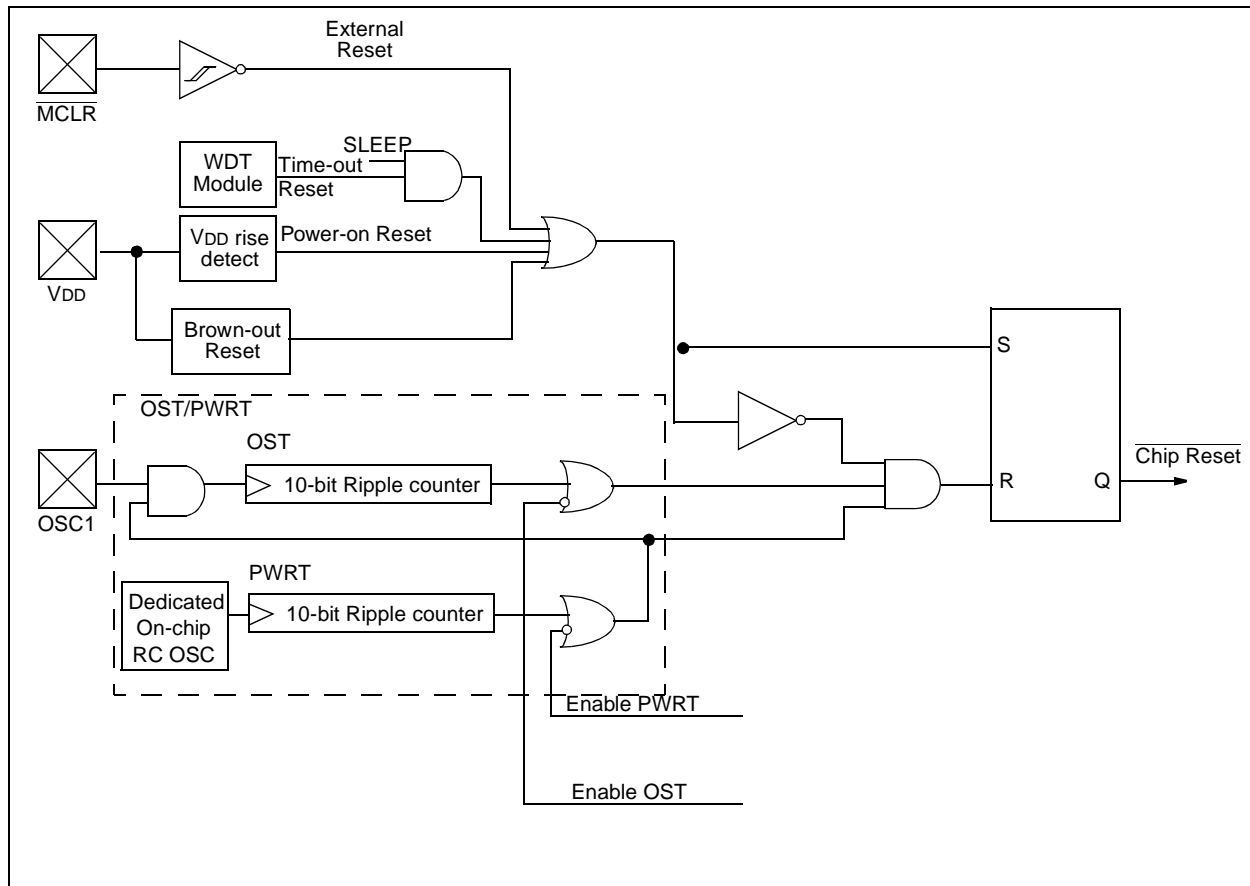 External
Reset
MCLR
SLEEP
WDT
Module
Time-out
Reset
VDD rise
detect
Power-on Reset
VDD
Brown-out
Reset
S
OST/PWRT
OST
10-bit Ripple counter
OSC1
R
Q
Chip Reset
PWRT
Dedicated
On-chip
RC OSC
10-bit Ripple counter
Enable PWRT
Enable OST